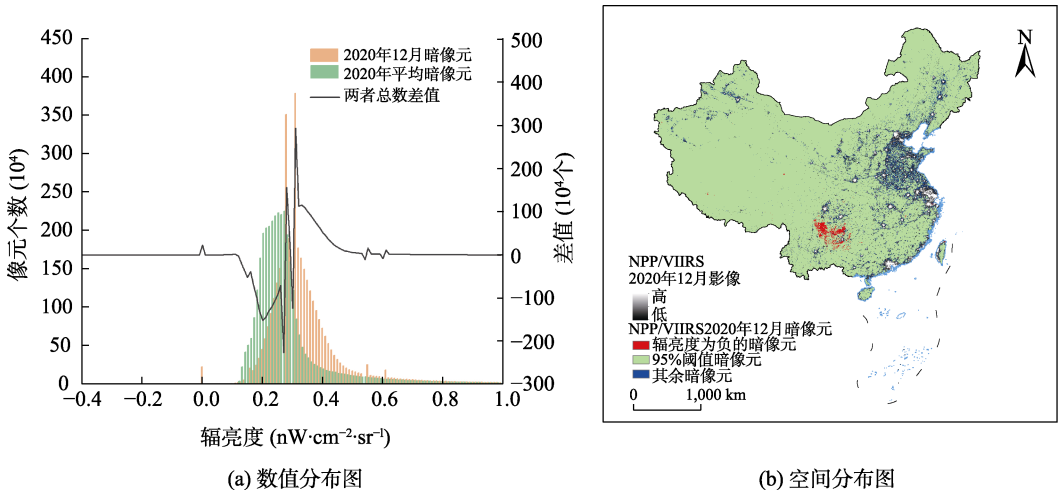 450
400
350
300
250
200
150
100
50
0
像元个数 (10⁴)
500
400
300
200
100
0
−100
−200
−300
差值 (10⁴个)
2020年12月暗像元
2020年平均暗像元
两者总数差值
−0.4
−0.2
0.0
0.2
0.4
0.6
0.8
1.0
辐亮度 (nW·cm⁻²·sr⁻¹)
(a) 数值分布图
N
NPP/VIIRS
2020年12月影像
高
低
NPP/VIIRS2020年12月暗像元
辐亮度为负的暗像元
95%阈值暗像元
其余暗像元
0 1,000 km
(b) 空间分布图